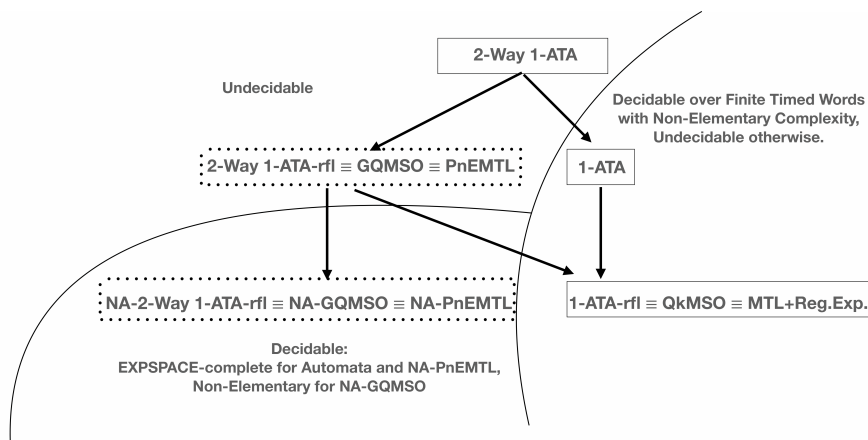 2-Way 1-ATA
Undecidable
Decidable over Finite Timed Words
with Non-Elementary Complexity,
Undecidable otherwise.
2-Way 1-ATA-rfl ≡ GQMSO ≡ PnEMTL
1-ATA
NA-2-Way 1-ATA-rfl ≡ NA-GQMSO ≡ NA-PnEMTL
1-ATA-rfl ≡ QkMSO ≡ MTL+Reg.Exp.
Decidable:
EXPSPACE-complete for Automata and NA-PnEMTL,
Non-Elementary for NA-GQMSO